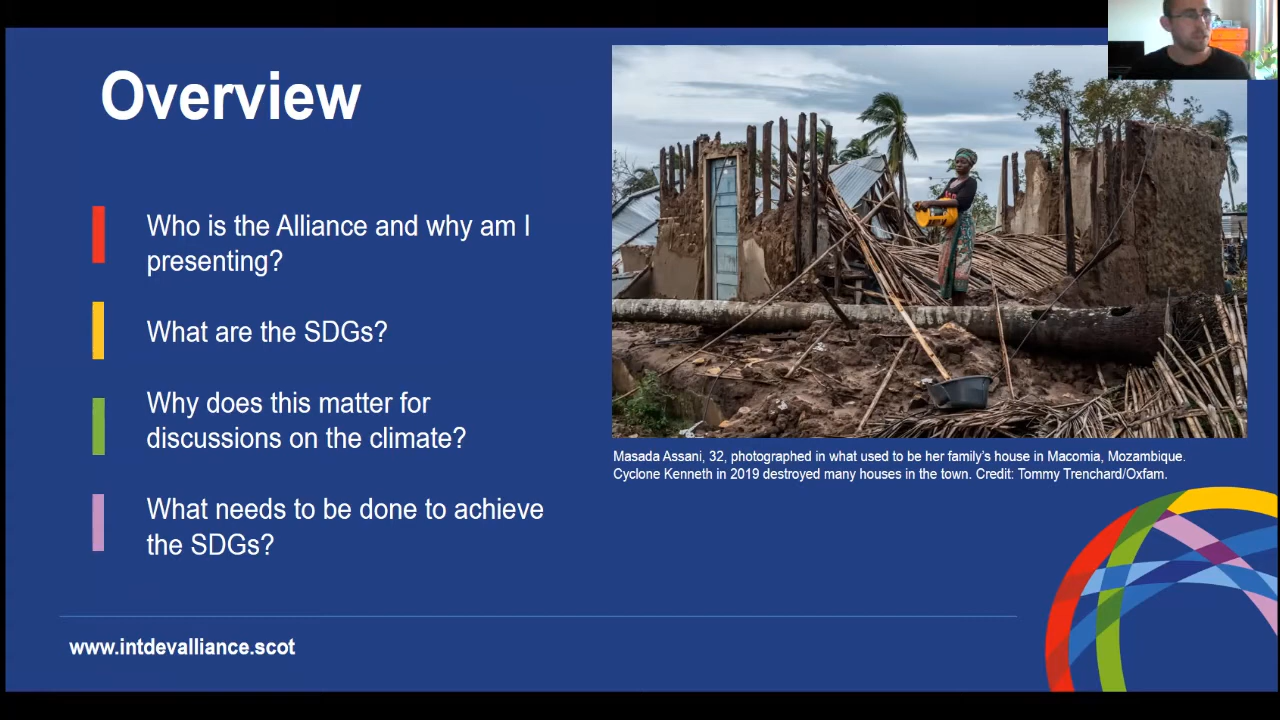 Overview
Who is the Alliance and why am I
presenting?
What are the SDGs?
Why does this matter for
discussions on the climate?
What needs to be done to achieve
the SDGs?
Masada Assani, 32, photographed in what used to be her family's house in Macomia, Mozambique.
Cyclone Kenneth in 2019 destroyed many houses in the town. Credit: Tommy Trenchard/Oxfam.
www.intdevalliance.scot